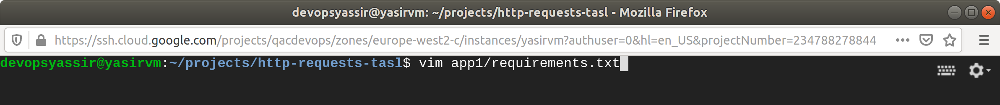 devopsyassir@yasirvm: ~/projects/http-requests-tasl - Mozilla Firefox
https://ssh.cloud.google.com/projects/qacdevops/zones/europe-west2-c/instances/yasirvm?authuser=0&hl=en_US&projectNumber=234788278844
devopsyassir@yasirvm:~/projects/http-requests-tasl$ vim app1/requirements.txt